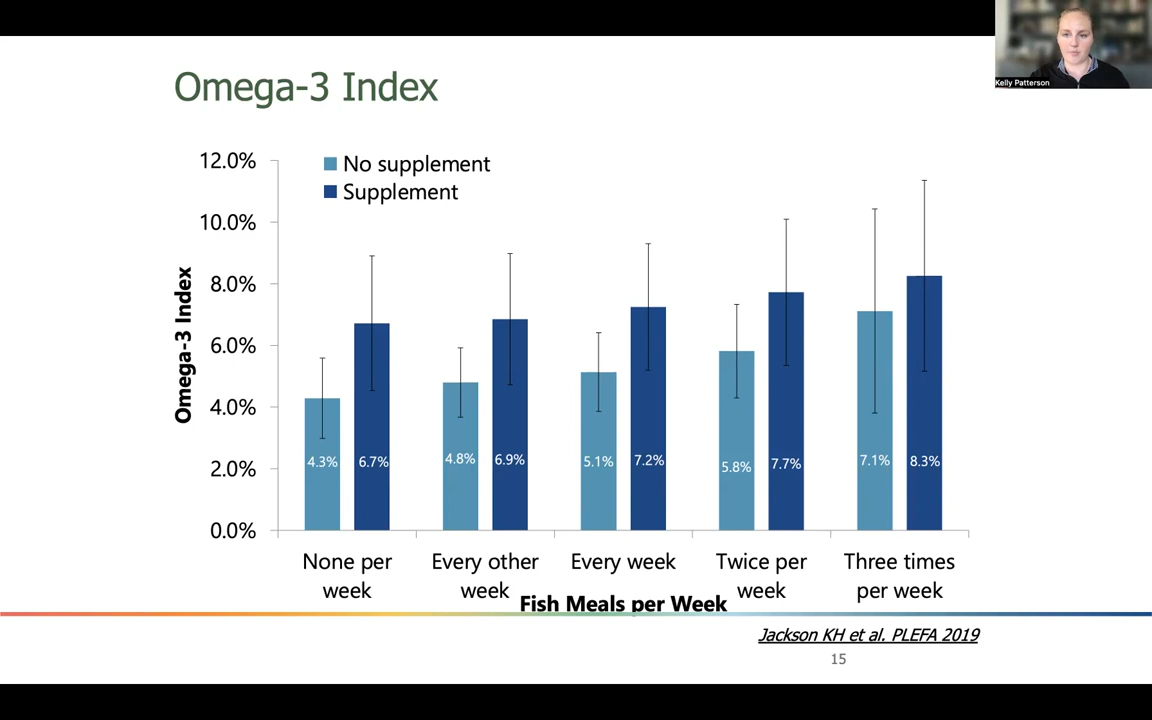 Kelly Patterson
Omega-3 Index
12.0%
10.0%
8.0%
6.0%
4.0%
2.0%
0.0%
Omega-3 Index
No supplement
Supplement
4.3%
6.7%
4.8%
6.9%
5.1%
7.2%
5.8%
7.7%
7.1%
8.3%
None per
week
Every other
week
Every week
Twice per
week
Three times
per week
Fish Meals per Week
Jackson KH et al. PLEFA 2019
15